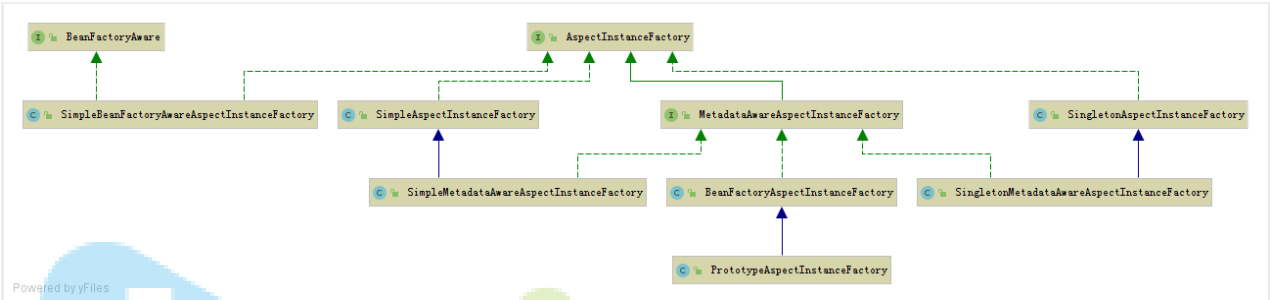 BeanFactoryAware
AspectInstanceFactory
SimpleBeanFactoryAwareAspectInstanceFactory
SimpleAspectInstanceFactory
MetadataAwareAspectInstanceFactory
SingletonAspectInstanceFactory
SimpleMetadataAwareAspectInstanceFactory
BeanFactoryAspectInstanceFactory
SingletonMetadataAwareAspectInstanceFactory
PrototypeAspectInstanceFactory
Powered by yFiles